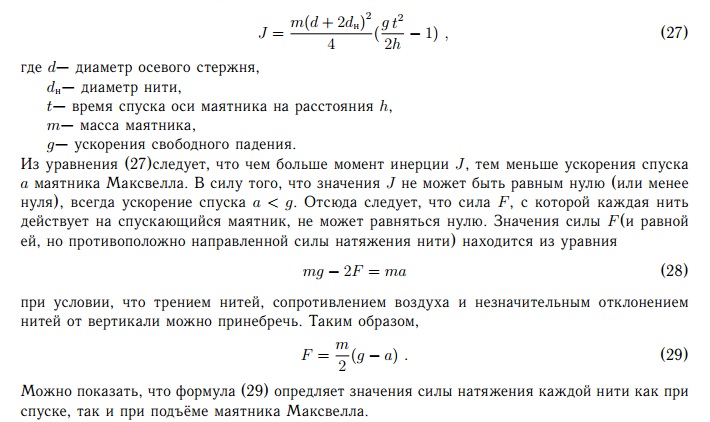 J = \frac{m(d + 2d_н)^2}{4}(\frac{g t^2}{2h} − 1) , (27)
где d— диаметр осевого стержня,
d_н— диаметр нити,
t— время спуска оси маятника на расстояния h,
m— масса маятника,
g— ускорения свободного падения.
Из уравнения (27)следует, что чем больше момент инерции J, тем меньше ускорения спуска
a маятника Максвелла. В силу того, что значения J не может быть равным нулю (или менее
нуля), всегда ускорение спуска a < g. Отсюда следует, что сила F, с которой каждая нить
действует на спускающийся маятник, не может равняться нулю. Значения силы F(и равной
ей, но противоположно направленной силы натяжения нити) находится из уравния
mg − 2F = ma (28)
при условии, что трением нитей, сопротивлением воздуха и незначительным отклонением
нитей от вертикали можно принебречь. Таким образом,
F = \frac{m}{2}(g − a) . (29)
Можно показать, что формула (29) опредляет значения силы натяжения каждой нити как при
спуске, так и при подъёме маятника Максвелла.